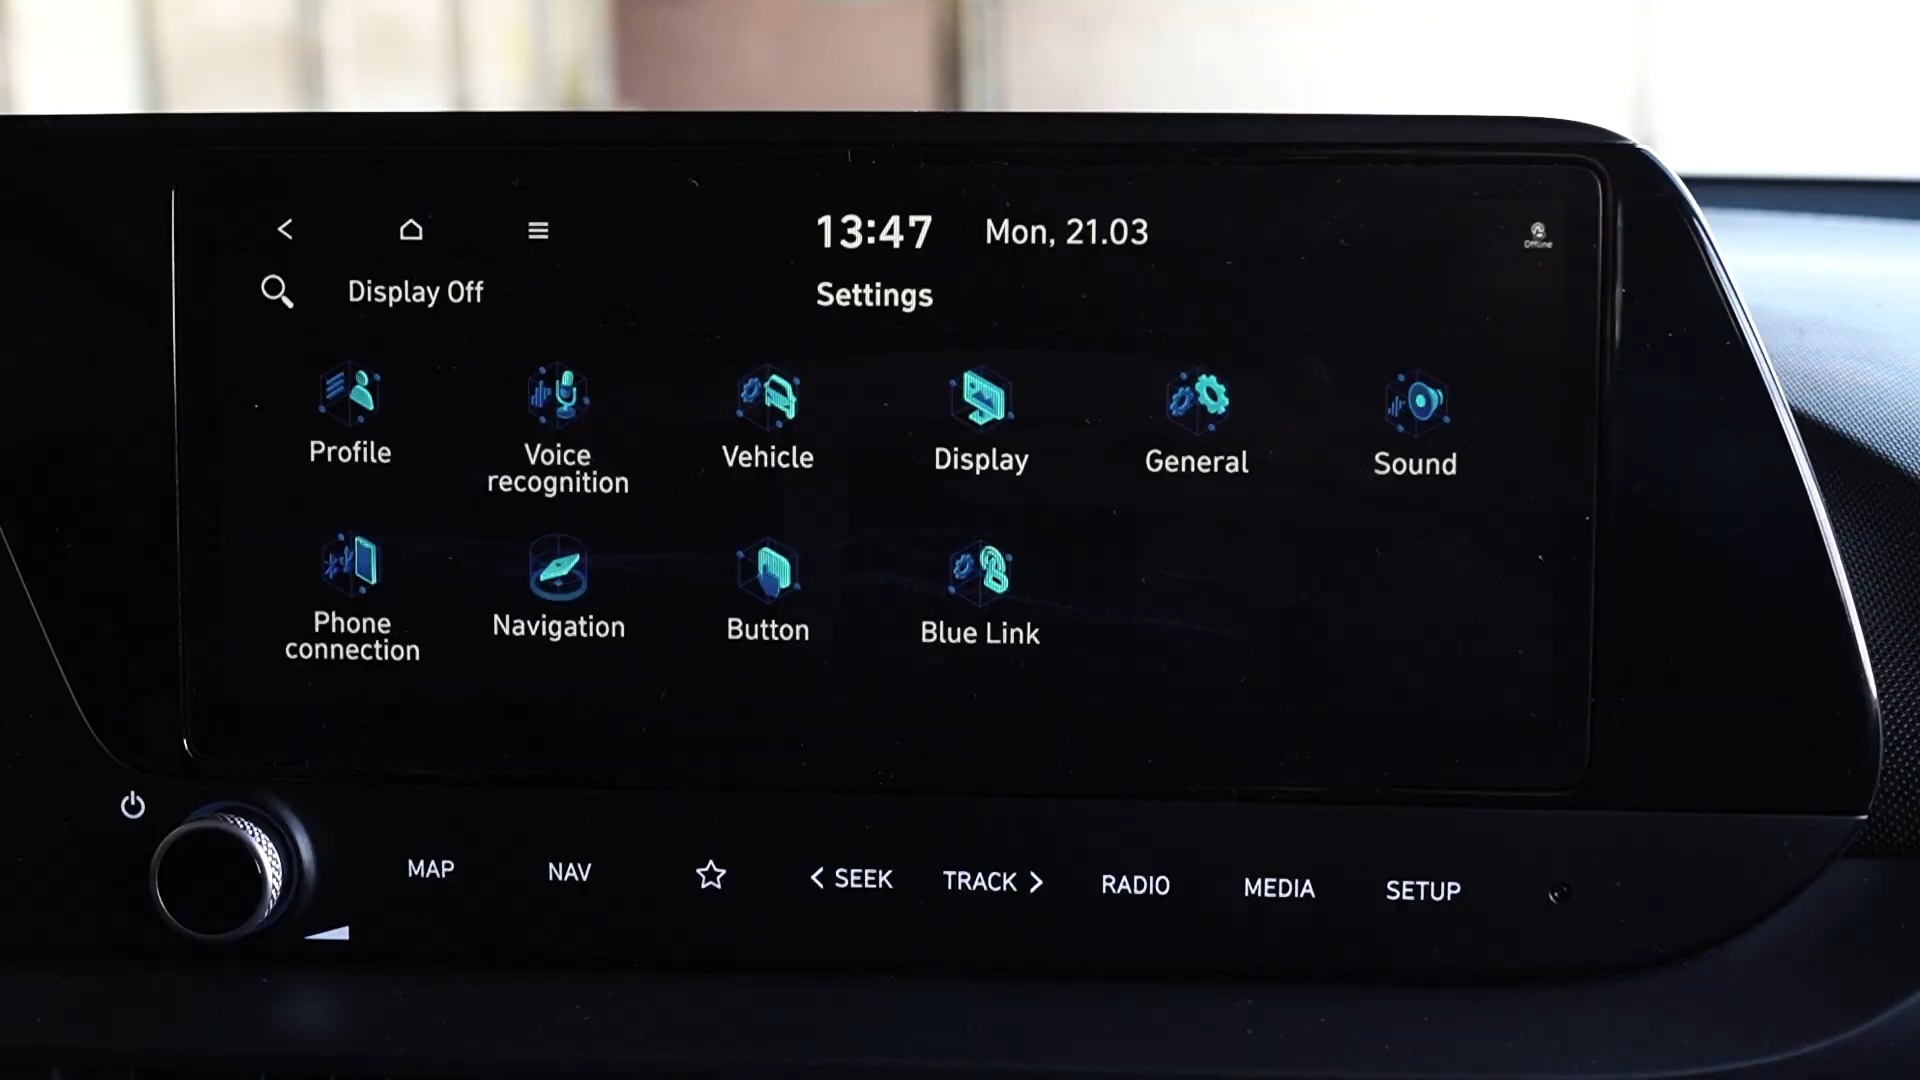 13:47 Mon, 21.03
Offline
Display Off
Settings
Profile
Voice
recognition
Vehicle
Display
General
Sound
Phone
connection
Navigation
Button
Blue Link
MAP
NAV
< SEEK
TRACK >
RADIO
MEDIA
SETUP